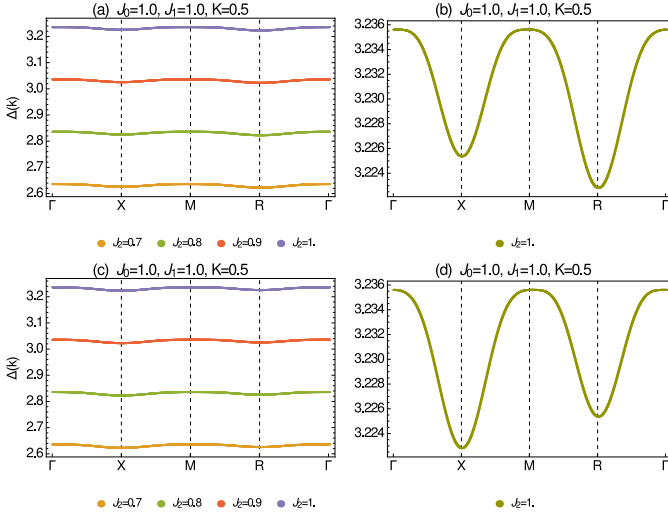 (a) J₀=1.0, J₁=1.0, K=0.5
Δ(k)
3.2
3.1
3.0
2.9
2.8
2.7
2.6
Γ X M R Γ
J₂=0.7 J₂=0.8 J₂=0.9 J₂=1.
(b) J₀=1.0, J₁=1.0, K=0.5
3.236
3.234
3.232
3.230
3.228
3.226
3.224
Γ X M R Γ
J₂=1.
(c) J₀=1.0, J₁=1.0, K=0.5
Δ(k)
3.2
3.1
3.0
2.9
2.8
2.7
2.6
Γ X M R Γ
J₂=0.7 J₂=0.8 J₂=0.9 J₂=1.
(d) J₀=1.0, J₁=1.0, K=0.5
3.236
3.234
3.232
3.230
3.228
3.226
3.224
Γ X M R Γ
J₂=1.